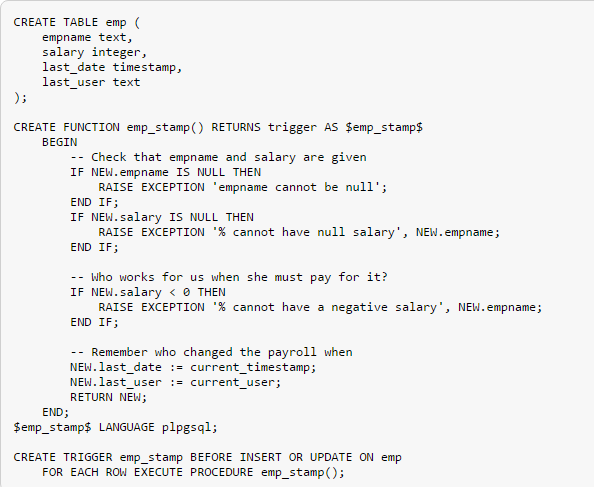 CREATE TABLE emp (
    empname text,
    salary integer,
    last_date timestamp,
    last_user text
);

CREATE FUNCTION emp_stamp() RETURNS trigger AS $emp_stamp$
    BEGIN
        -- Check that empname and salary are given
        IF NEW.empname IS NULL THEN
            RAISE EXCEPTION 'empname cannot be null';
        END IF;
        IF NEW.salary IS NULL THEN
            RAISE EXCEPTION '% cannot have null salary', NEW.empname;
        END IF;

        -- Who works for us when she must pay for it?
        IF NEW.salary < 0 THEN
            RAISE EXCEPTION '% cannot have a negative salary', NEW.empname;
        END IF;

        -- Remember who changed the payroll when
        NEW.last_date := current_timestamp;
        NEW.last_user := current_user;
        RETURN NEW;
    END;
$emp_stamp$ LANGUAGE plpgsql;

CREATE TRIGGER emp_stamp BEFORE INSERT OR UPDATE ON emp
    FOR EACH ROW EXECUTE PROCEDURE emp_stamp();